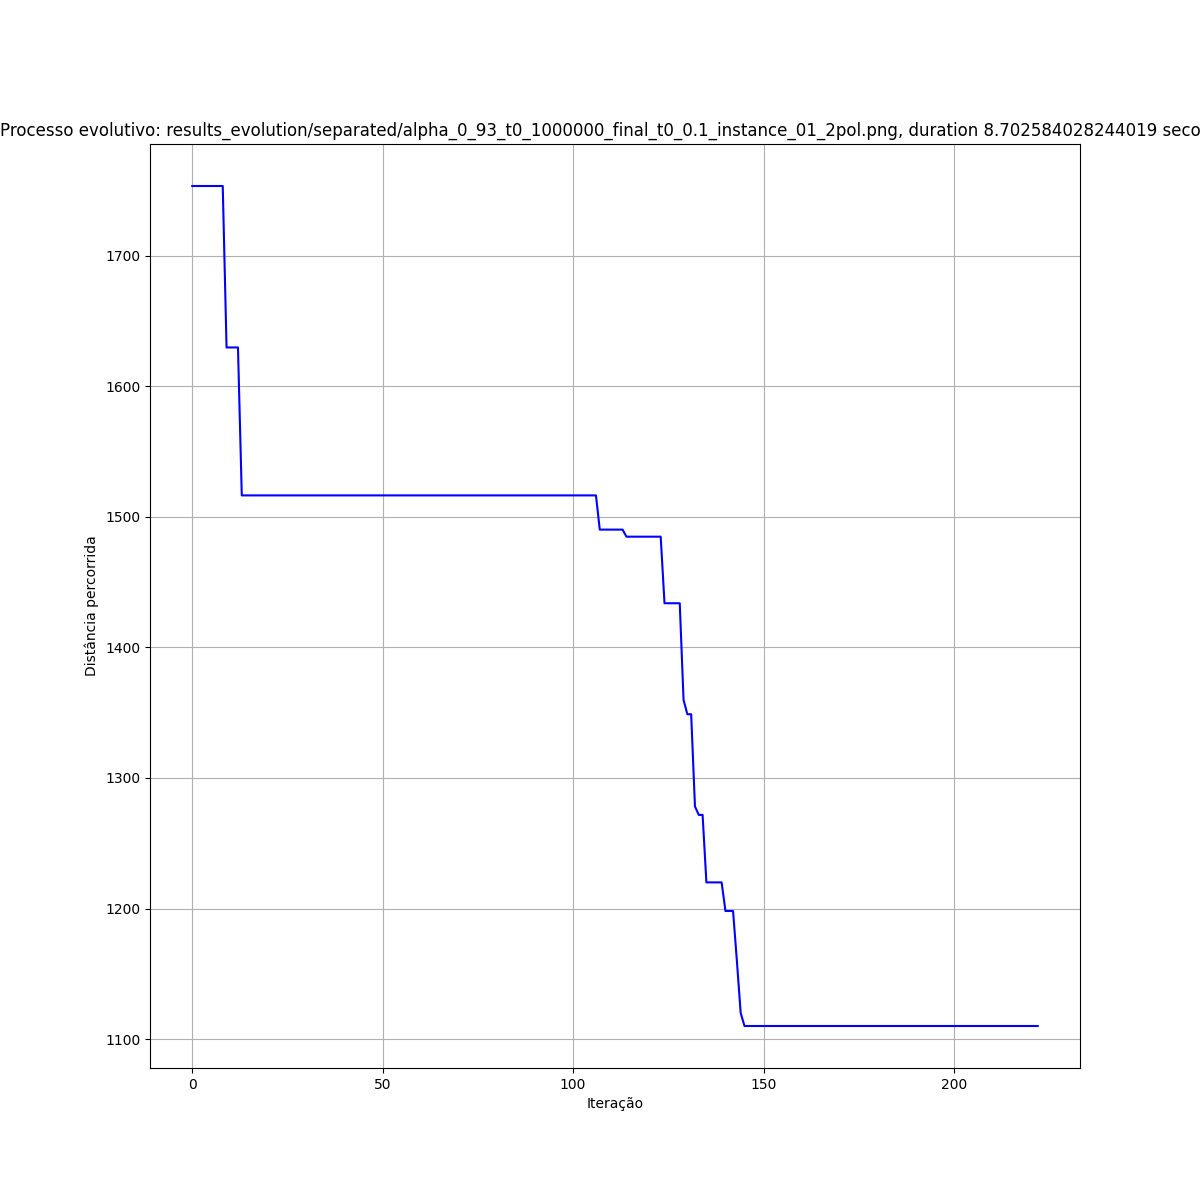 Processo evolutivo: results_evolution/separated/alpha_0_93_t0_1000000_final_t0_0.1_instance_01_2pol.png, duration 8.702584028244019 seco
1700
1600
1500
1400
1300
1200
1100
Distância percorrida
0 50 100 150 200
Iteração